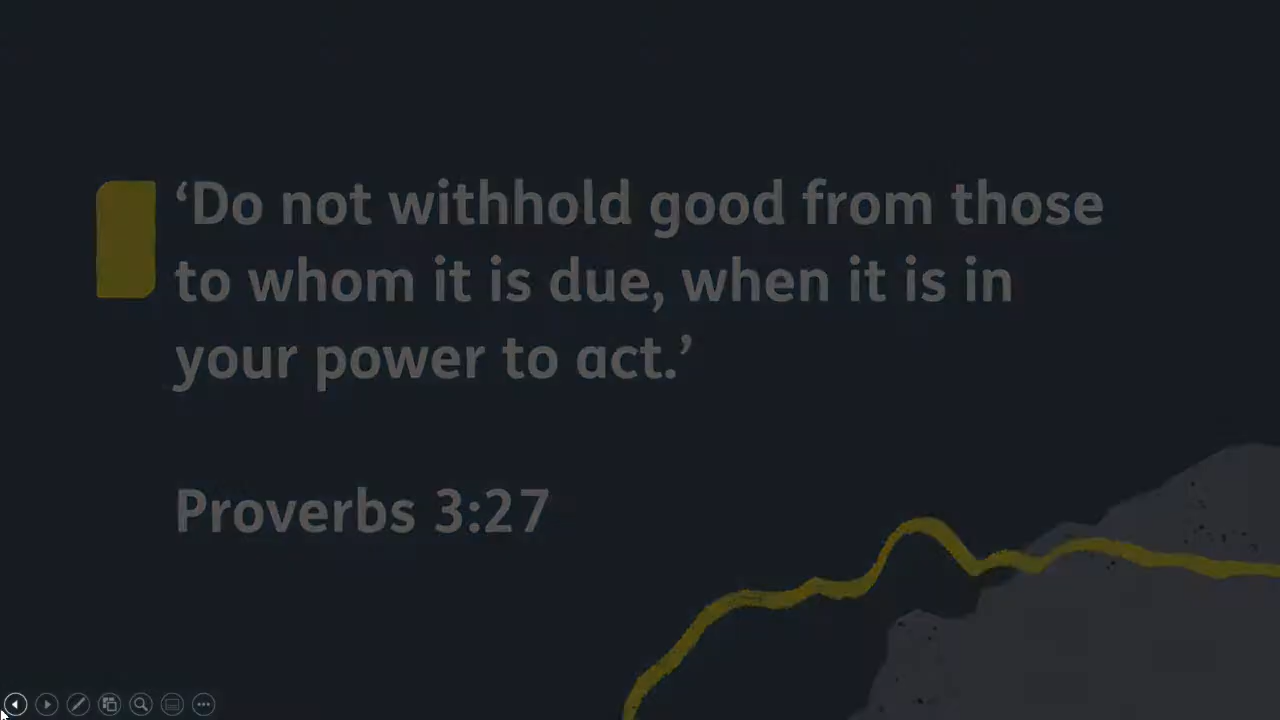 ‘Do not withhold good from those
to whom it is due, when it is in
your power to act.’
Proverbs 3:27